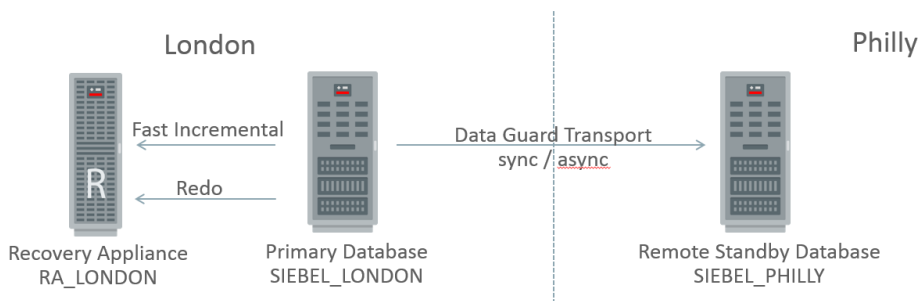 London
Philly
Fast Incremental
Data Guard Transport
sync / async
Redo
R
Recovery Appliance
RA_LONDON
Primary Database
SIEBEL_LONDON
Remote Standby Database
SIEBEL_PHILLY